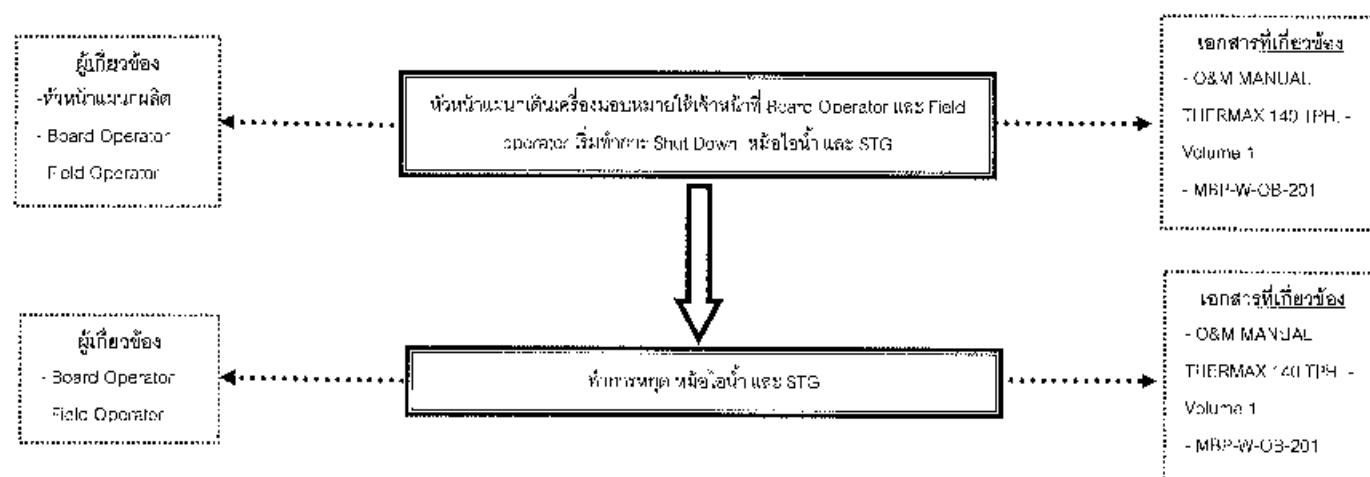 ผู้เกี่ยวข้อง
-หัวหน้าแผนกผลิต
- Board Operator
Field Operator
หัวหน้าแผนกเดินเครื่องมอบหมายให้เจ้าหน้าที่ Board Operator และ Field
operator เริ่มทำการ Shut Down หม้อไอน้ำ และ STG
เอกสารที่เกี่ยวข้อง
- O&M MANUAL
THERMAX 140 TPH. -
Volume 1
- MBP-W-OB-201
ผู้เกี่ยวข้อง
- Board Operator
Field Operator
ทำการหยุด หม้อไอน้ำ และ STG
เอกสารที่เกี่ยวข้อง
- O&M MANUAL
THERMAX 140 TPH. -
Volume 1
- MBP-W-OB-201